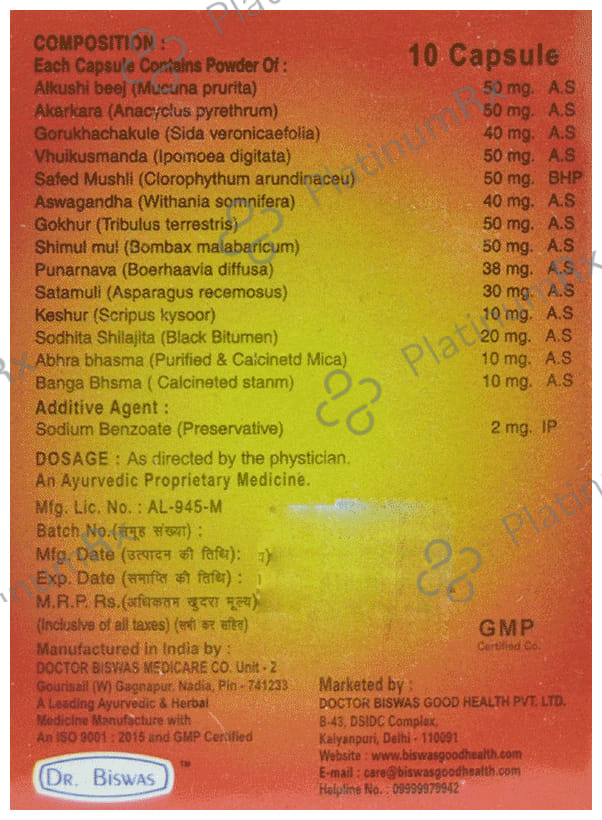 COMPOSITION :
Each Capsule Contains Powder Of :
10 Capsule
Alkushi beej (Mucuna prurita) 50 mg. A.S
Akarkara (Anacyclus pyrethrum) 50 mg. A.S
Gorukhachakule (Sida veronicaefolia) 40 mg. A.S
Vhuikusmanda (Ipomoea digitata) 50 mg. A.S
Safed Mushli (Clorophythum arundinaceu) 50 mg. BHP
Aswagandha (Withania somnifera) 40 mg. A.S
Gokhur (Tribulus terrestris) 50 mg. A.S
Shimul mul (Bombax malabaricum) 50 mg. A.S
Punarnava (Boerhaavia diffusa) 38 mg. A.S
Satamuli (Asparagus recemosus) 30 mg. A.S
Keshur (Scripus kysoor) 10 mg. A.S
Sodhita Shilajita (Black Bitumen) 20 mg. A.S
Abhra bhasma (Purified & Calcinetd Mica) 10 mg. A.S
Banga Bhsma ( Calcineted stanm) 10 mg. A.S
Additive Agent :
Sodium Benzoate (Preservative) 2 mg. IP
DOSAGE : As directed by the phystician.
An Ayurvedic Proprietary Medicine.
Mfg. Lic. No. : AL-945-M
Batch No.(समूह संख्या) :
Mfg. Date (उत्पादन की तिथि):
Exp. Date (समाप्ति की तिथि) :
M.R.P. Rs.(अधिकतम खुदरा मूल्य)
(Inclusive of all taxes) (सभी कर सहित)
GMP
Certified Co.
Manufactured in India by :
DOCTOR BISWAS MEDICARE CO. Unit - 2
Gourisail (W) Gagnapur, Nadia, Pin - 741233
A Leading Ayurvedic & Herbal
Medicine Manufacture with
An ISO 9001 : 2015 and GMP Certified
DR. BISWAS ™
Marketed by :
DOCTOR BISWAS GOOD HEALTH PVT. LTD.
B-43, DSIDC Complex,
Kalyanpuri, Delhi - 110091
Website : www.biswasgoodhealth.com
E-mail : care@biswasgoodhealth.com
Helpline No. : 09999979942
PlatinumRx
PlatinumRx
PlatinumRx